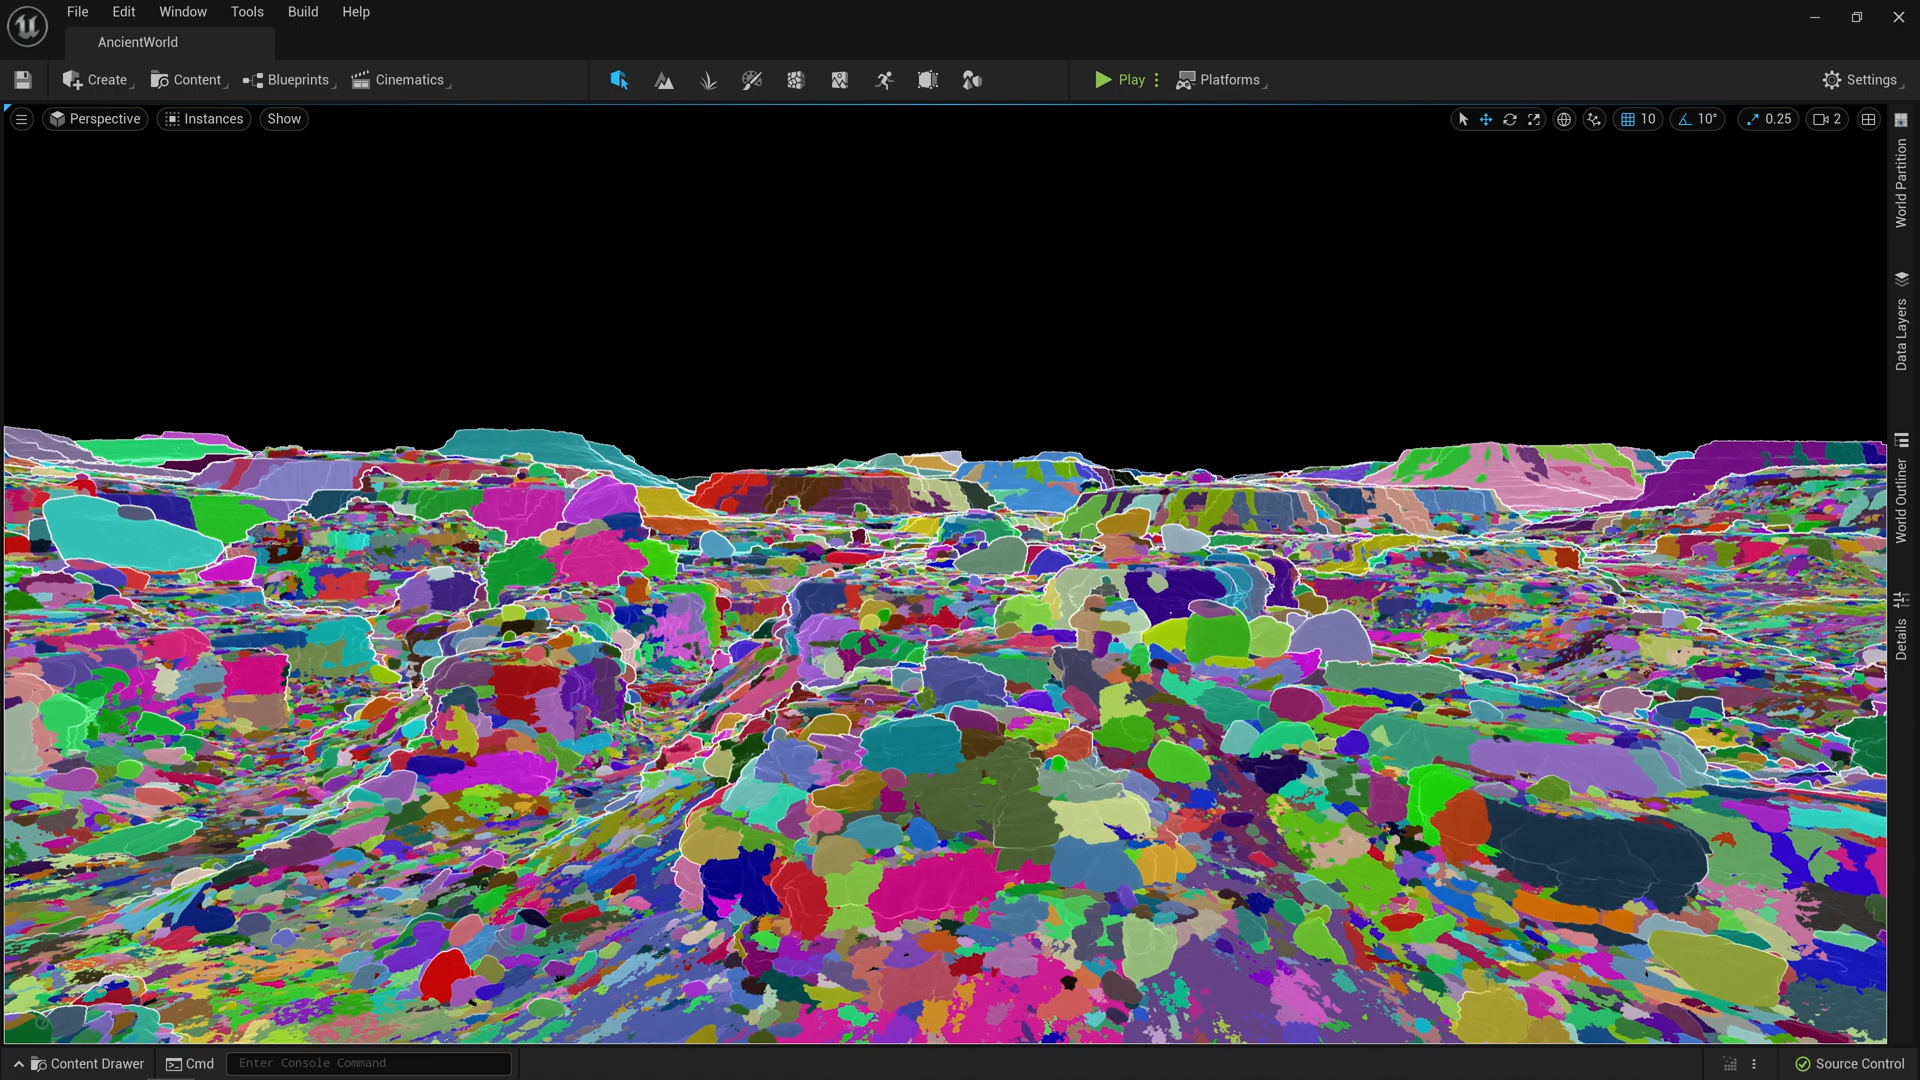 File Edit Window Tools Build Help
AncientWorld
Create Content Blueprints Cinematics Play Platforms Settings
Perspective Instances Show 10 10° 0.25 2
World Partition
Data Layers
World Outliner
Details
Content Drawer Cmd Enter Console Command Source Control